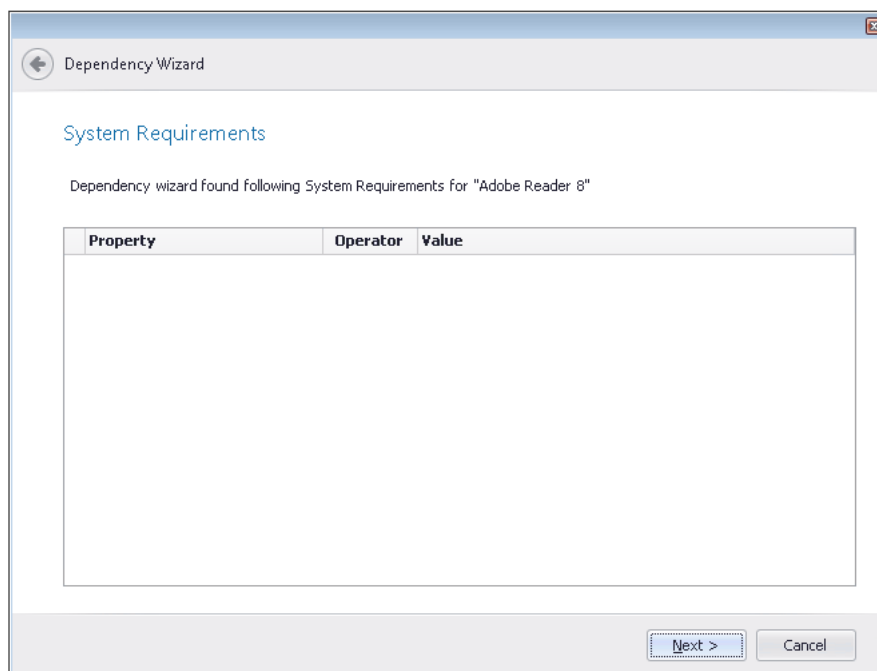 Dependency Wizard
System Requirements
Dependency wizard found following System Requirements for "Adobe Reader 8"
Property Operator Value
Next > Cancel